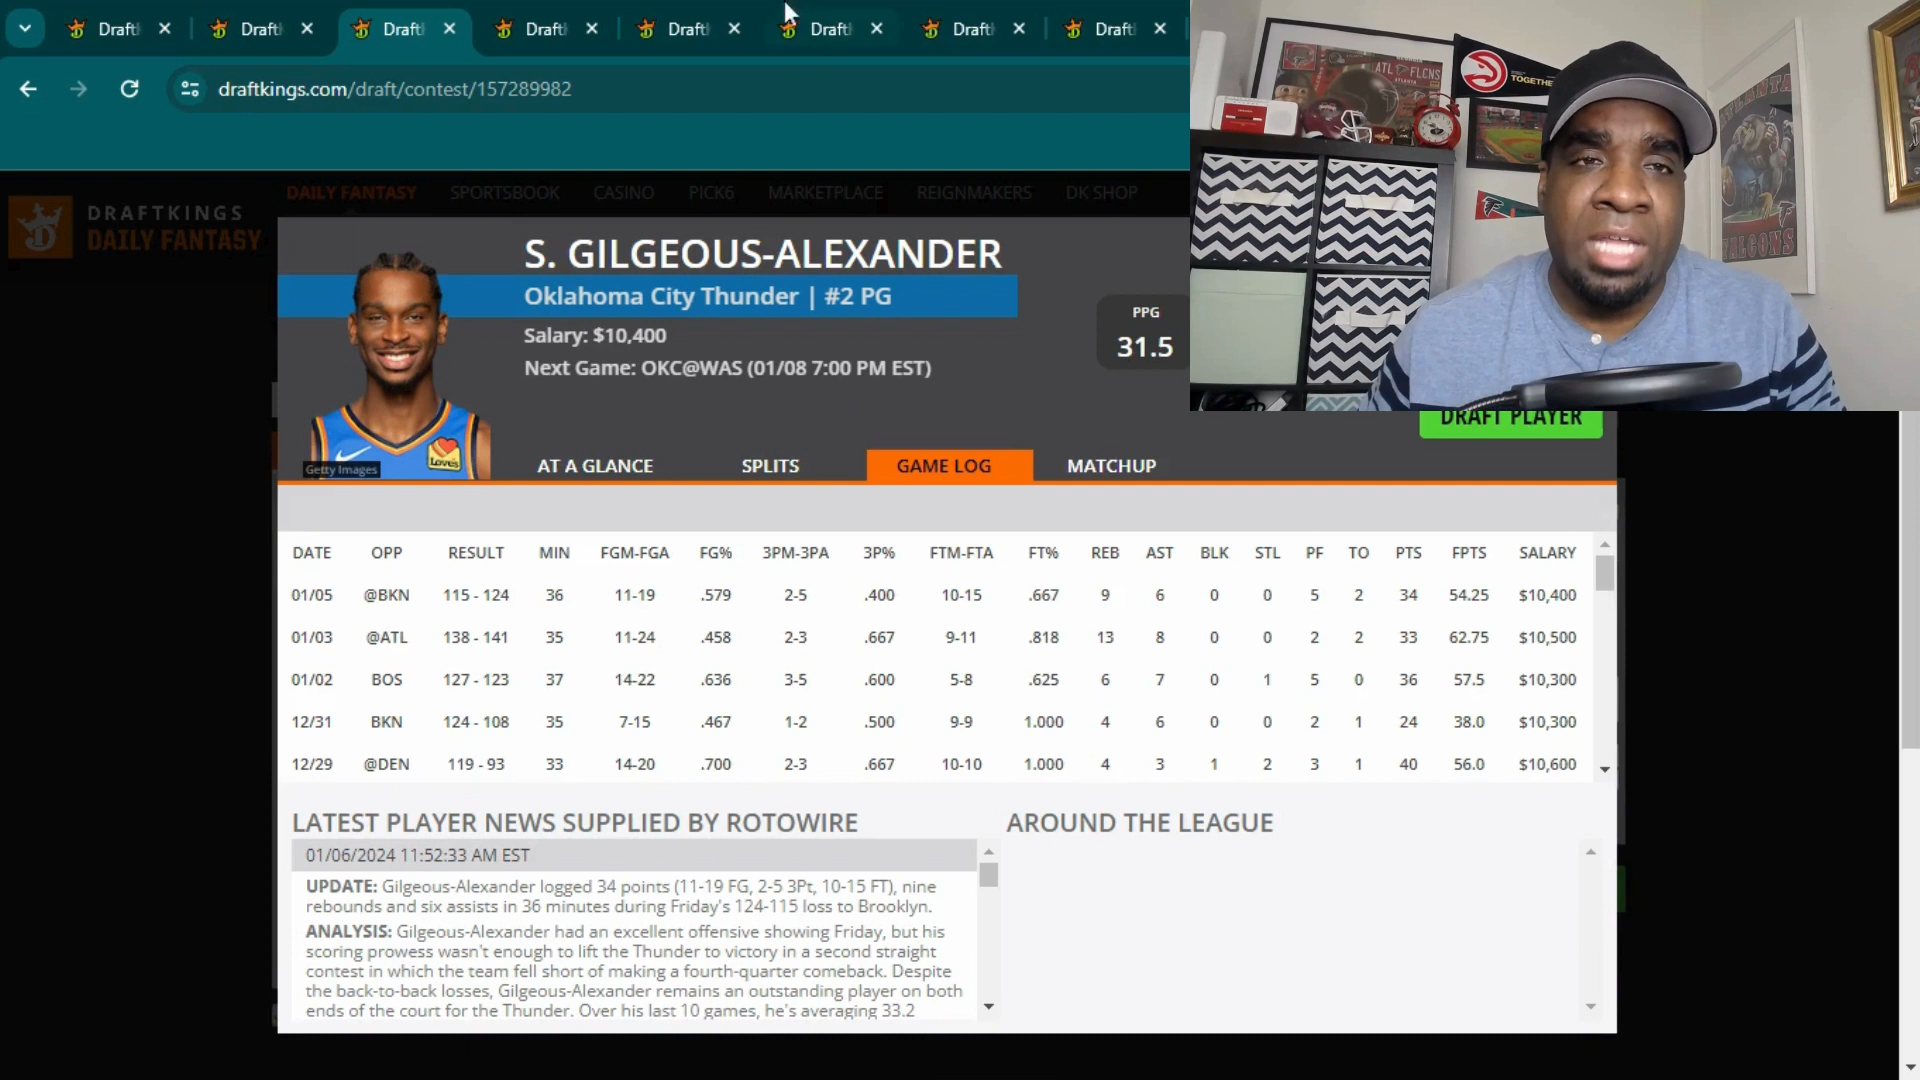 Draft
Draft
Draft
Draft
Draft
Draft
Draft
Draft
draftkings.com/draft/contest/157289982
ATL FLCNS
ATLANTA
TOGETHE
ATLANTA
FALCONS
DRAFTKINGS
DAILY FANTASY
DAILY FANTASY SPORTSBOOK CASINO PICK6 MARKETPLACE REIGNMAKERS DK SHOP
S. GILGEOUS-ALEXANDER
Oklahoma City Thunder | #2 PG
Salary: $10,400
Next Game: OKC@WAS (01/08 7:00 PM EST)
PPG
31.5
DRAFT PLAYER
Love's
Getty Images
AT A GLANCE SPLITS GAME LOG MATCHUP
DATE OPP RESULT MIN FGM-FGA FG% 3PM-3PA 3P% FTM-FTA FT% REB AST BLK STL PF TO PTS FPTS SALARY
01/05 @BKN 115 - 124 36 11-19 .579 2-5 .400 10-15 .667 9 6 0 0 5 2 34 54.25 $10,400
01/03 @ATL 138 - 141 35 11-24 .458 2-3 .667 9-11 .818 13 8 0 0 2 2 33 62.75 $10,500
01/02 BOS 127 - 123 37 14-22 .636 3-5 .600 5-8 .625 6 7 0 1 5 0 36 57.5 $10,300
12/31 BKN 124 - 108 35 7-15 .467 1-2 .500 9-9 1.000 4 6 0 0 2 1 24 38.0 $10,300
12/29 @DEN 119 - 93 33 14-20 .700 2-3 .667 10-10 1.000 4 3 1 2 3 1 40 56.0 $10,600
LATEST PLAYER NEWS SUPPLIED BY ROTOWIRE
01/06/2024 11:52:33 AM EST
UPDATE: Gilgeous-Alexander logged 34 points (11-19 FG, 2-5 3Pt, 10-15 FT), nine
rebounds and six assists in 36 minutes during Friday's 124-115 loss to Brooklyn.
ANALYSIS: Gilgeous-Alexander had an excellent offensive showing Friday, but his
scoring prowess wasn't enough to lift the Thunder to victory in a second straight
contest in which the team fell short of making a fourth-quarter comeback. Despite
the back-to-back losses, Gilgeous-Alexander remains an outstanding player on both
ends of the court for the Thunder. Over his last 10 games, he's averaging 33.2
AROUND THE LEAGUE